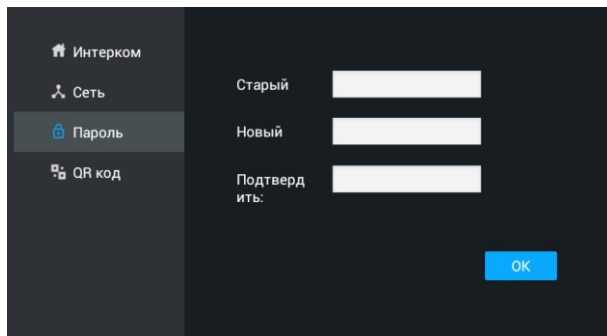 Интерком
Сеть
Пароль
QR код
Старый
Новый
Подтверд
ить:
OK